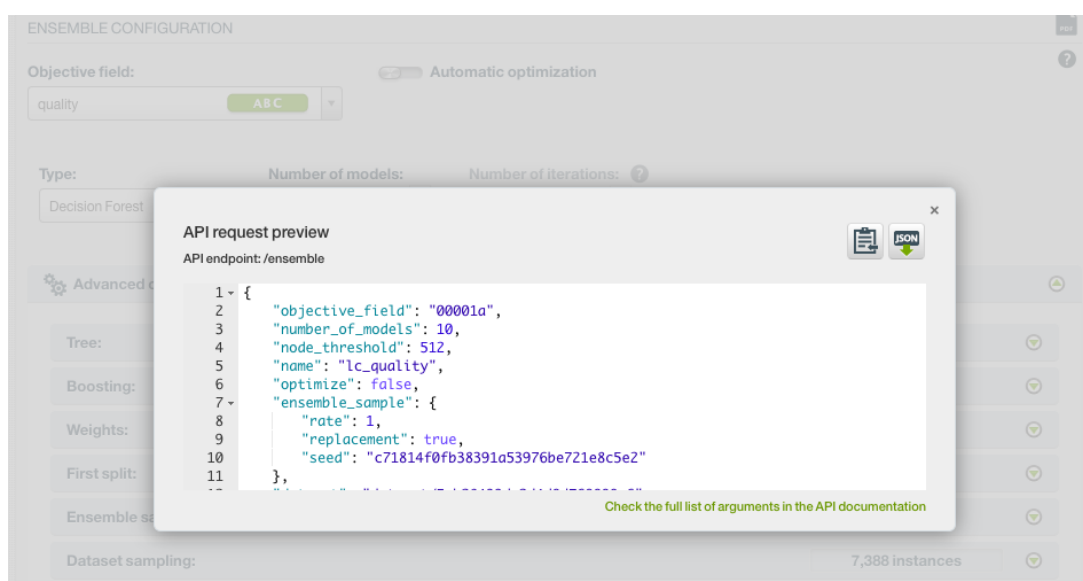 ENSEMBLE CONFIGURATION
PDF
Objective field:
Automatic optimization
?
quality ABC
Type: Number of models: Number of iterations: ?
Decision Forest
×
API request preview
JSON
API endpoint: /ensemble
Advanced
1 {
2 "objective_field": "00001a",
3 "number_of_models": 10,
4 "node_threshold": 512,
5 "name": "lc_quality",
6 "optimize": false,
7 "ensemble_sample": {
8 "rate": 1,
9 "replacement": true,
10 "seed": "c71814f0fb38391a53976be721e8c5e2"
11 },
Check the full list of arguments in the API documentation
Tree:
Boosting:
Weights:
First split:
Ensemble
Dataset sampling: 7,388 instances